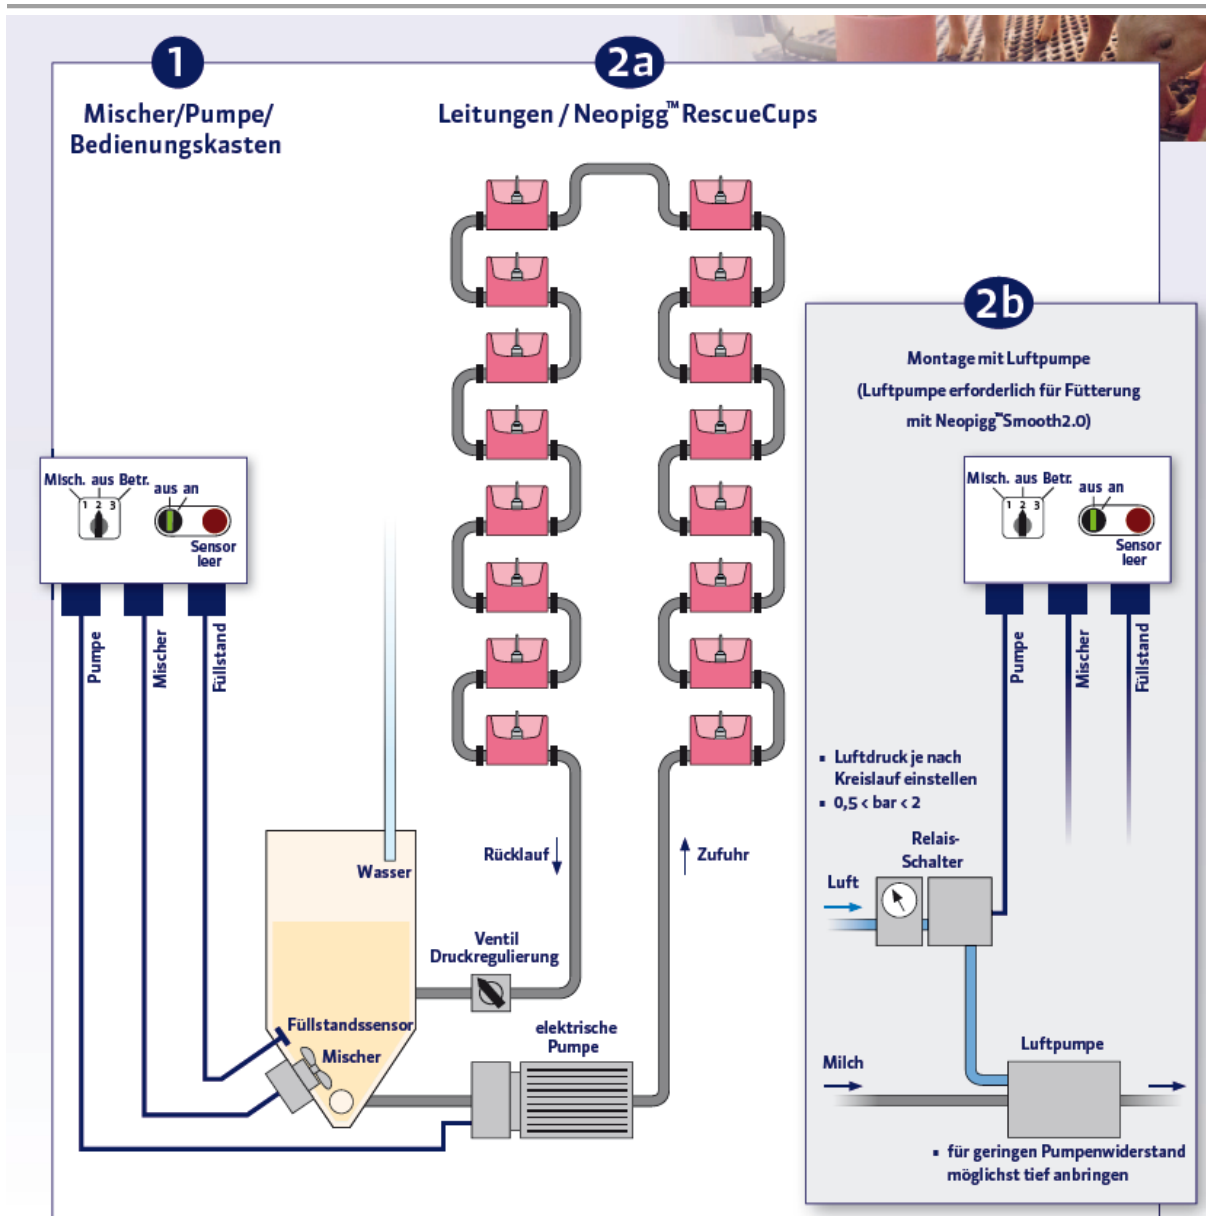 1
Mischer/Pumpe/
Bedienungskasten
2a
Leitungen / Neopigg™ RescueCups
Misch. aus Betr.
1 2 3
aus an
Sensor
leer
Pumpe
Mischer
Füllstand
Wasser
Rücklauf
Zufuhr
Ventil
Druckregulierung
Füllstandssensor
Mischer
elektrische
Pumpe
2b
Montage mit Luftpumpe
(Luftpumpe erforderlich für Fütterung
mit Neopigg™Smooth2.0)
Misch. aus Betr.
1 2 3
aus an
Sensor
leer
Pumpe
Mischer
Füllstand
▪ Luftdruck je nach
Kreislauf einstellen
▪ 0,5 < bar < 2
Relais-
Schalter
Luft
Milch
Luftpumpe
▪ für geringen Pumpenwiderstand
möglichst tief anbringen